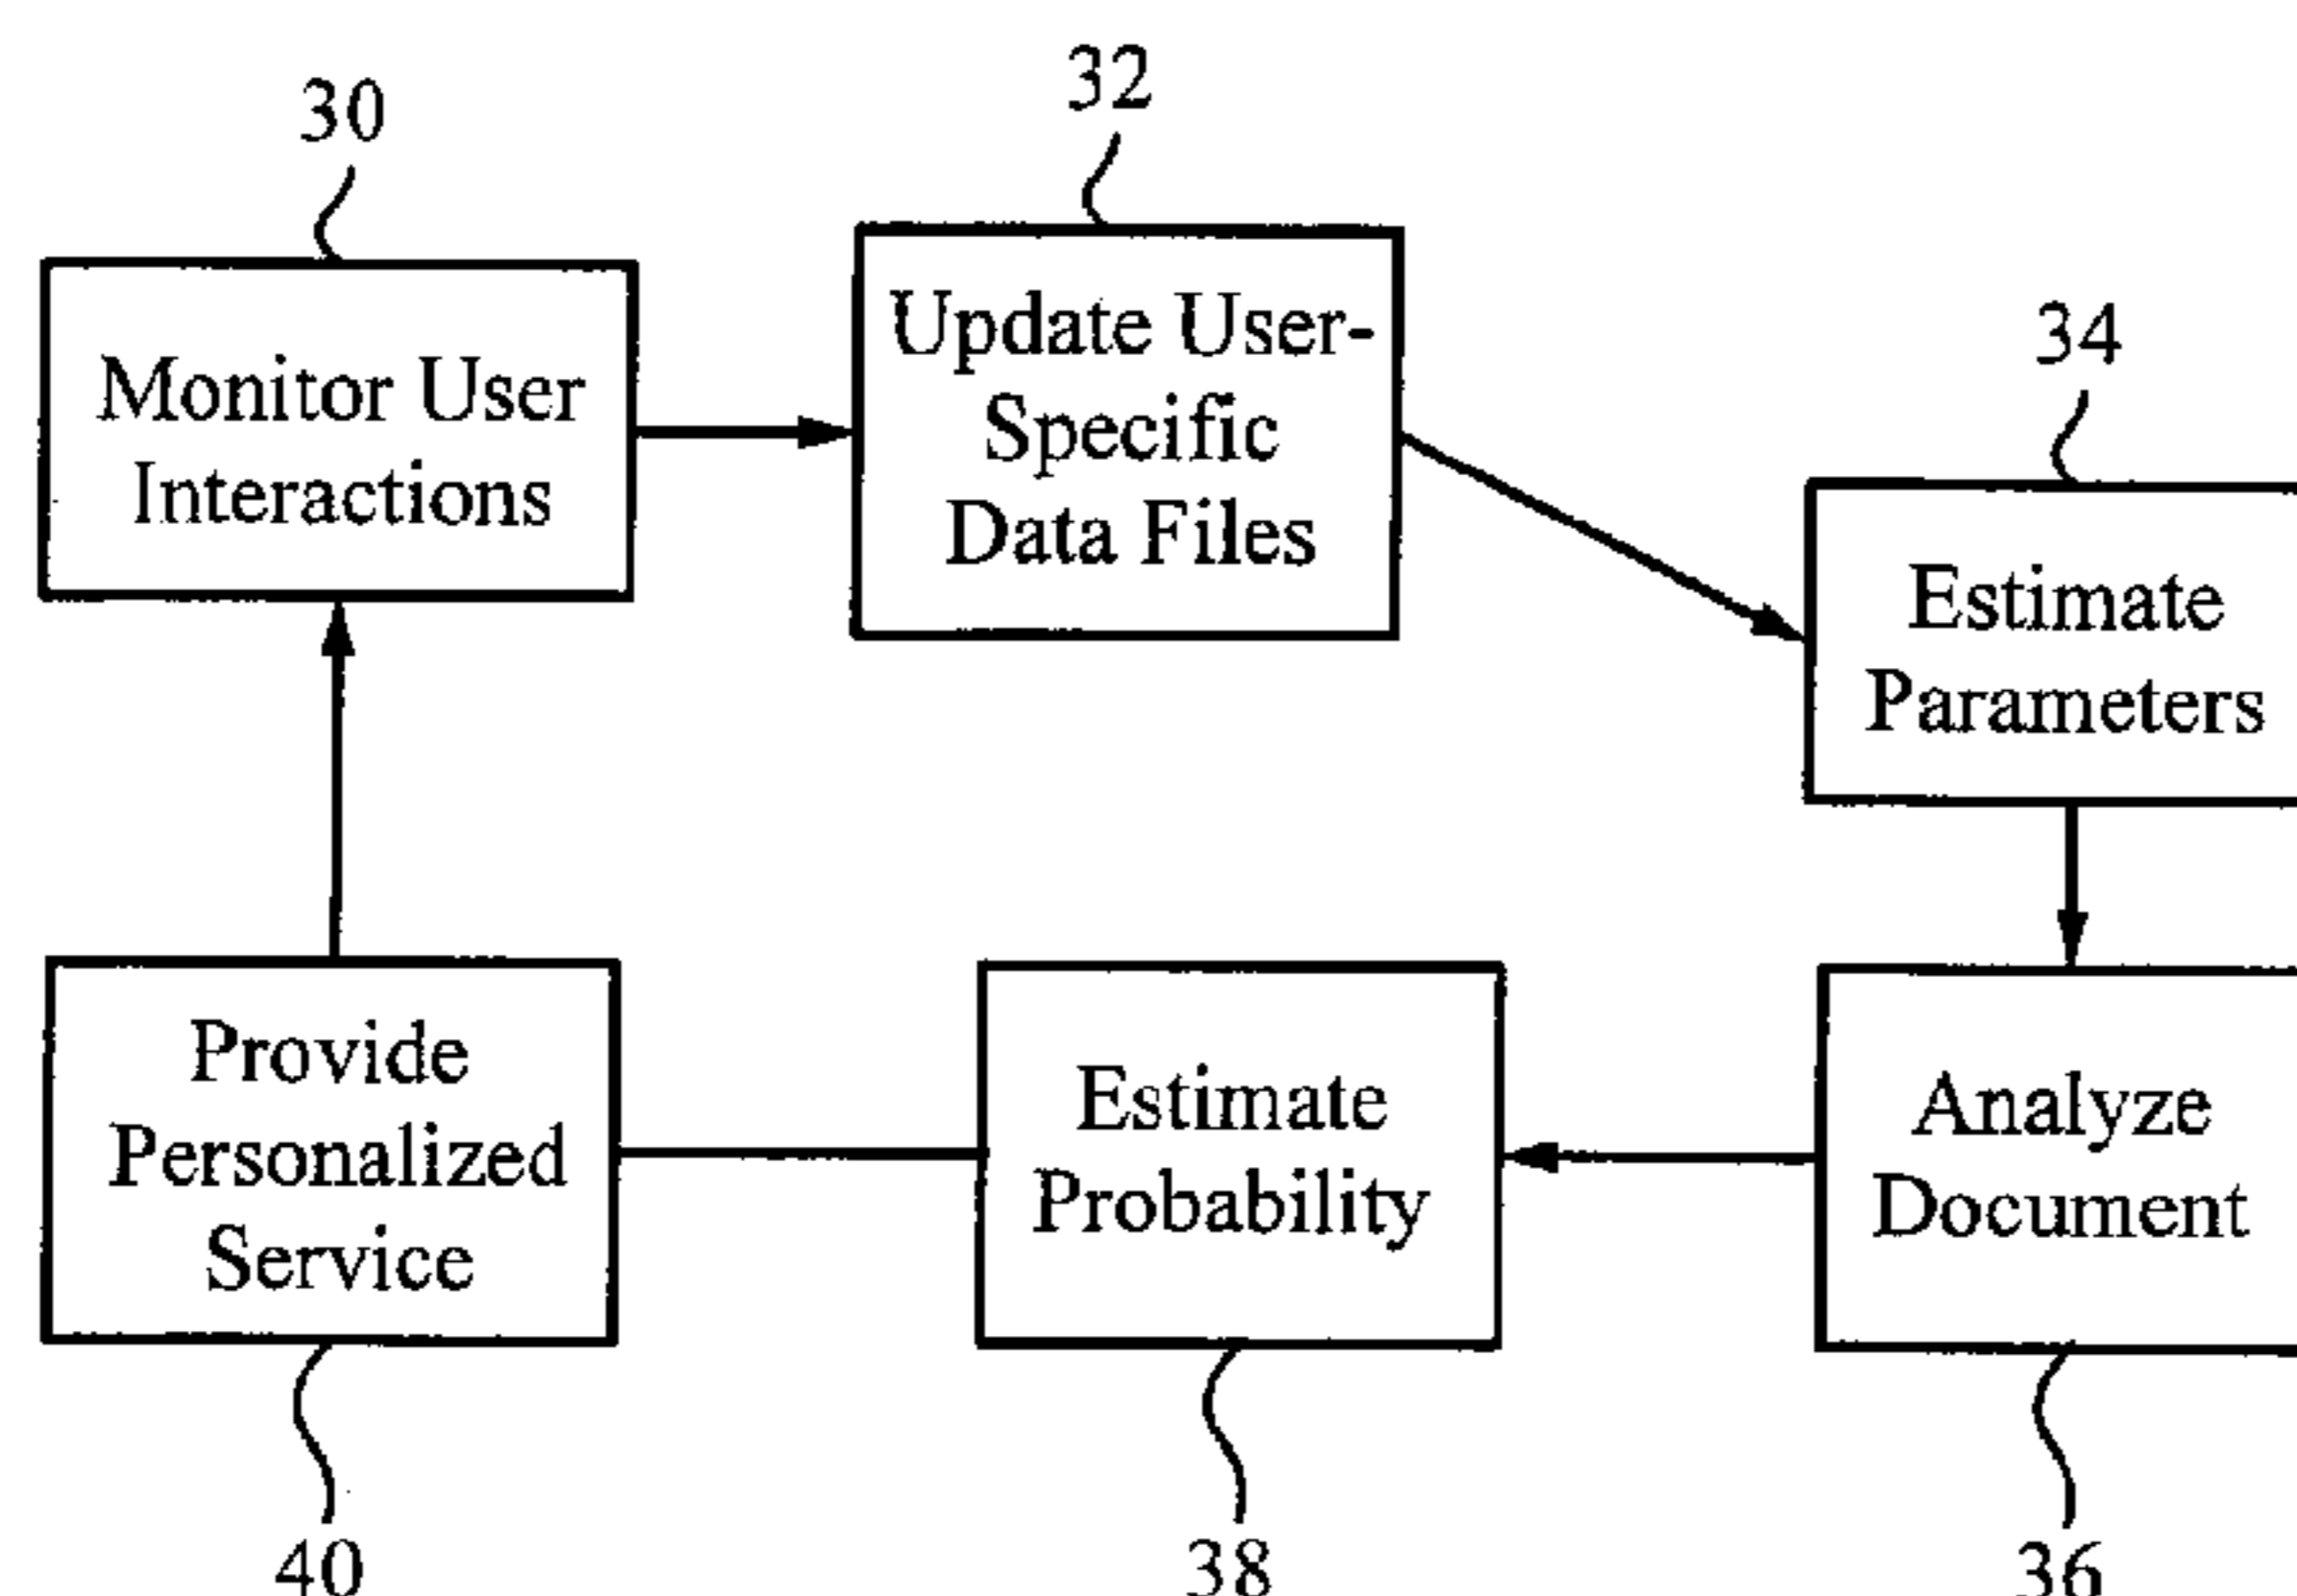 30
Monitor User
Interactions
32
Update User-
Specific
Data Files
34
Estimate
Parameters
Provide
Personalized
Service
40
Estimate
Probability
38
Analyze
Document
36